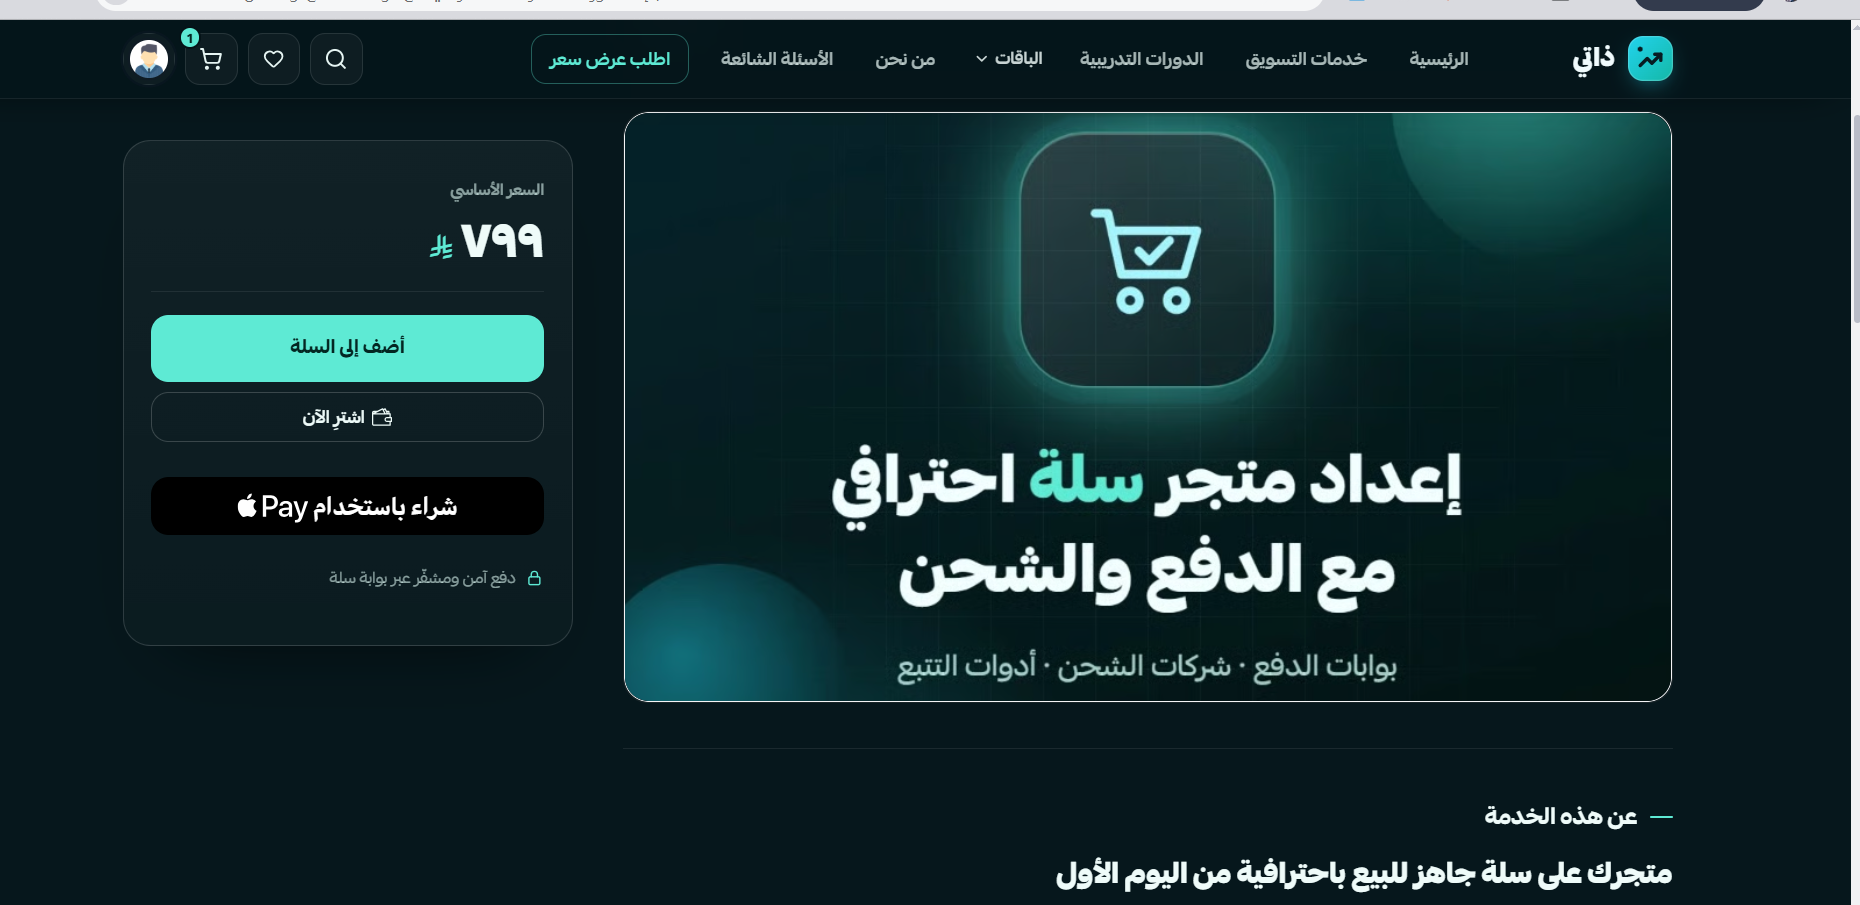 ذاتي
الرئيسية
خدمات التسويق
الدورات التدريبية
الباقات
من نحن
الأسئلة الشائعة
اطلب عرض سعر
1
إعداد متجر سلة احترافي
مع الدفع والشحن
بوابات الدفع · شركات الشحن · أدوات التتبع
السعر الأساسي
٧٩٩
أضف إلى السلة
اشترِ الآن
شراء باستخدام Pay
دفع آمن ومشفّر عبر بوابة سلة
عن هذه الخدمة
متجرك على سلة جاهز للبيع باحترافية من اليوم الأول